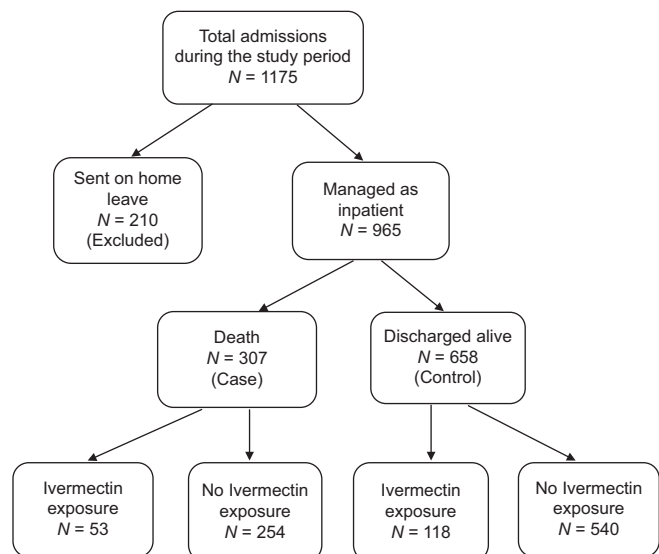 Total admissions
during the study period
N = 1175
Sent on home
leave
N = 210
(Excluded)
Managed as
inpatient
N = 965
Death
N = 307
(Case)
Discharged alive
N = 658
(Control)
Ivermectin
exposure
N = 53
No Ivermectin
exposure
N = 254
Ivermectin
exposure
N = 118
No Ivermectin
exposure
N = 540